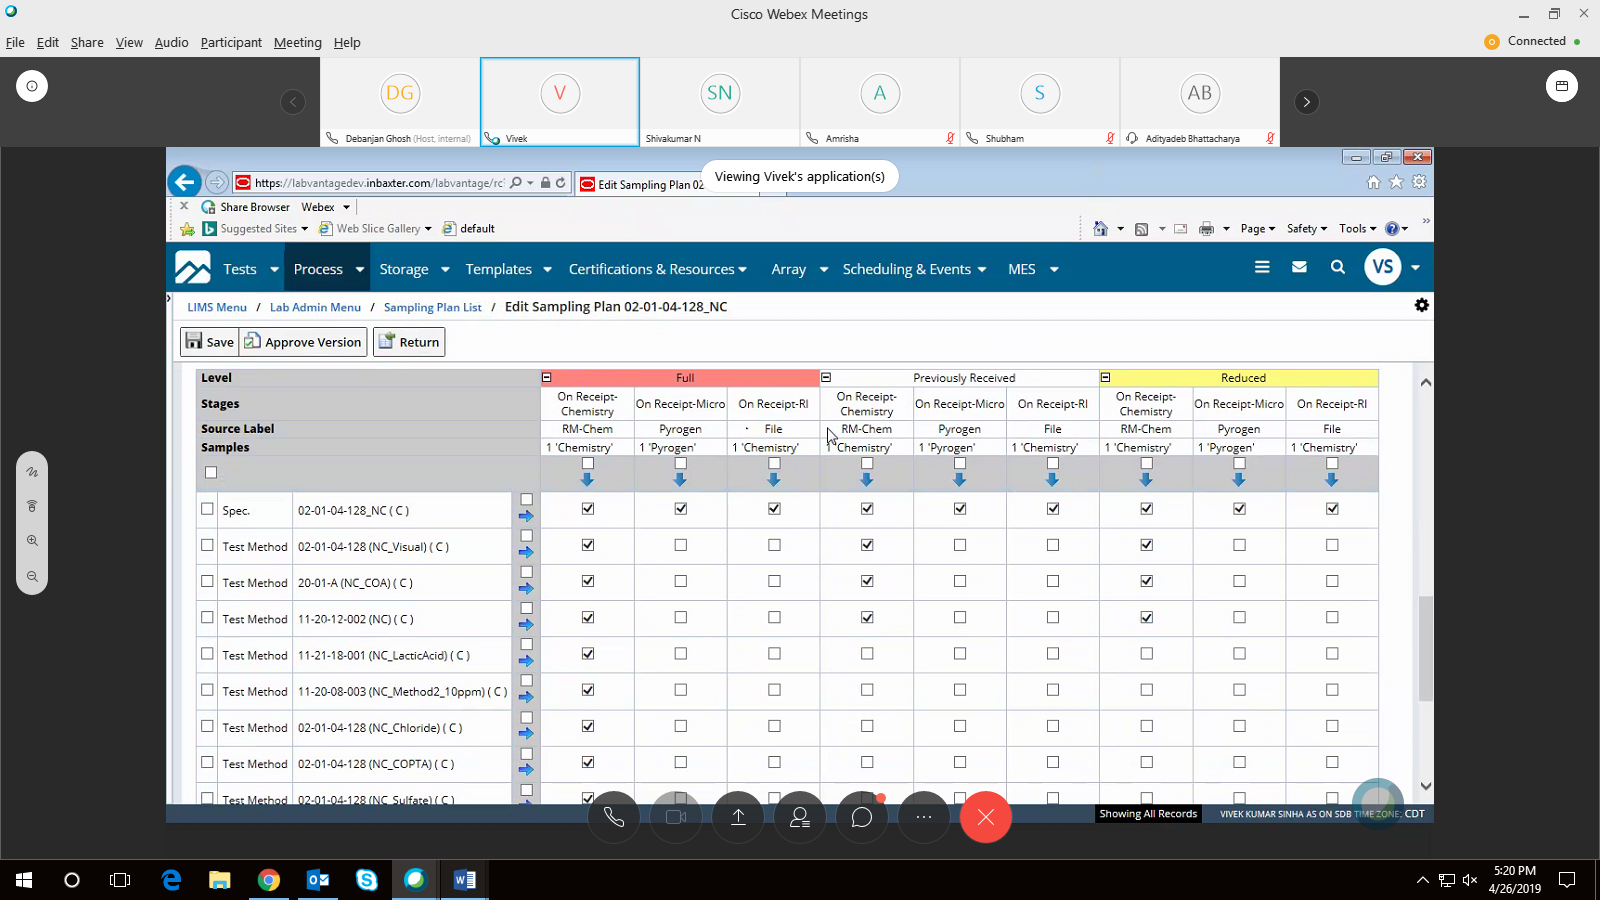 Cisco Webex Meetings
File Edit Share View Audio Participant Meeting Help
Connected
DG V SN A S AB
Debanjan Ghosh (Host, internal) Vivek Shivakumar N Amrisha Shubham Adityadeb Bhattacharya
Viewing Vivek's application(s)
https://labvantagedev.inbaxter.com/labvantage/rc Edit Sampling Plan 02
Share Browser Webex
Suggested Sites Web Slice Gallery default Page Safety Tools
Tests Process Storage Templates Certifications & Resources Array Scheduling & Events MES VS
LIMS Menu / Lab Admin Menu / Sampling Plan List / Edit Sampling Plan 02-01-04-128_NC
Save Approve Version Return
Level Full Previously Received Reduced
Stages On Receipt-Chemistry On Receipt-Micro On Receipt-RI On Receipt-Chemistry On Receipt-Micro On Receipt-RI On Receipt-Chemistry On Receipt-Micro On Receipt-RI
Source Label RM-Chem Pyrogen File RM-Chem Pyrogen File RM-Chem Pyrogen File
Samples 1 'Chemistry' 1 'Pyrogen' 1 'Chemistry' 1 'Chemistry' 1 'Pyrogen' 1 'Chemistry' 1 'Chemistry' 1 'Pyrogen' 1 'Chemistry'
Spec. 02-01-04-128_NC ( C )
Test Method 02-01-04-128 (NC_Visual) ( C )
Test Method 20-01-A (NC_COA) ( C )
Test Method 11-20-12-002 (NC) ( C )
Test Method 11-21-18-001 (NC_LacticAcid) ( C )
Test Method 11-20-08-003 (NC_Method2_10ppm) ( C )
Test Method 02-01-04-128 (NC_Chloride) ( C )
Test Method 02-01-04-128 (NC_COPTA) ( C )
Test Method 02-01-04-128 (NC_Sulfate) ( C )
Showing All Records VIVEK KUMAR SINHA AS ON SDB TIME ZONE: CDT
5:20 PM
4/26/2019